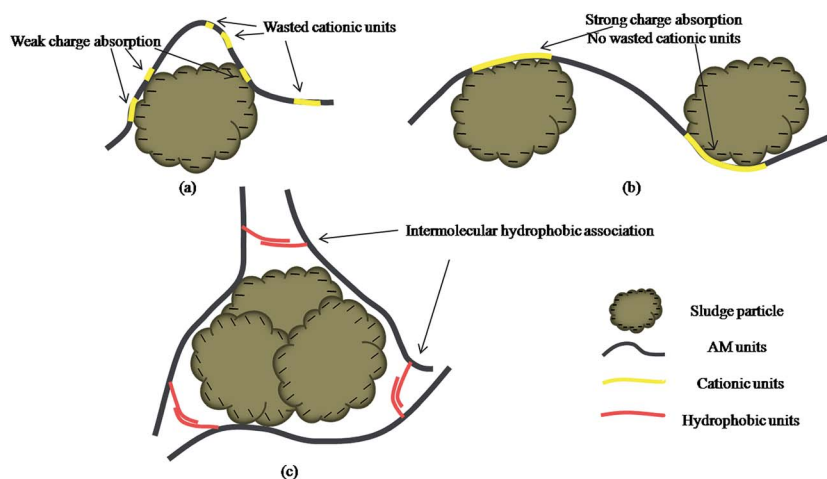 Wasted cationic units
Weak charge absorption
(a)
Strong charge absorption
No wasted cationic units
(b)
Intermolecular hydrophobic association
(c)
Sludge particle
AM units
Cationic units
Hydrophobic units